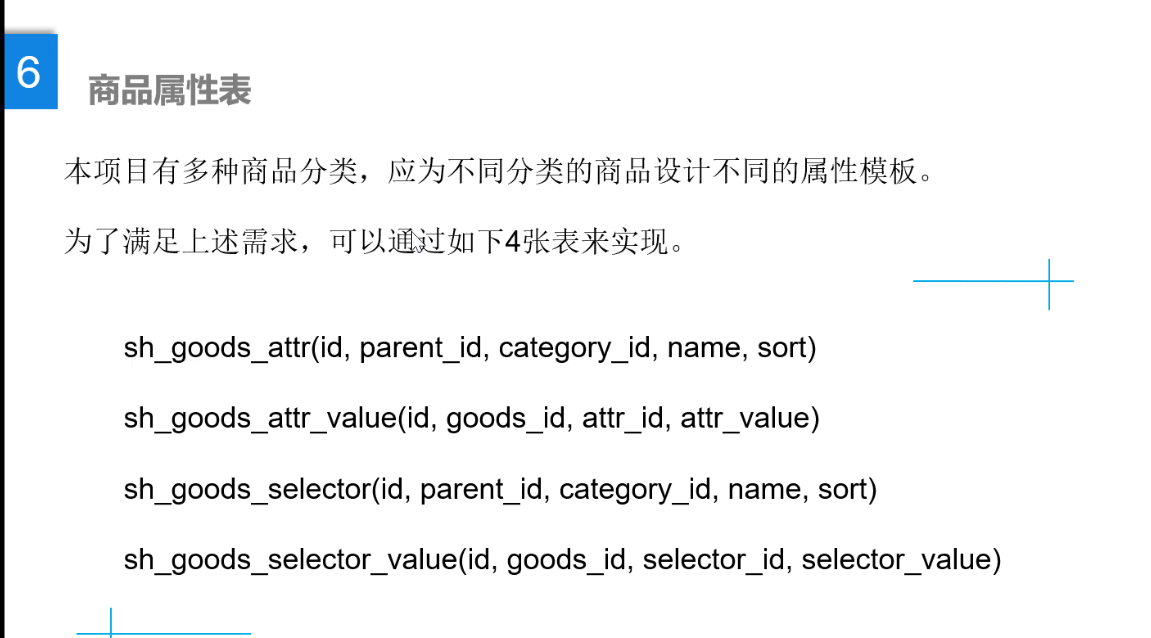 6
商品属性表
本项目有多种商品分类，应为不同分类的商品设计不同的属性模板。
为了满足上述需求，可以通过如下4张表来实现。
sh_goods_attr(id, parent_id, category_id, name, sort)
sh_goods_attr_value(id, goods_id, attr_id, attr_value)
sh_goods_selector(id, parent_id, category_id, name, sort)
sh_goods_selector_value(id, goods_id, selector_id, selector_value)